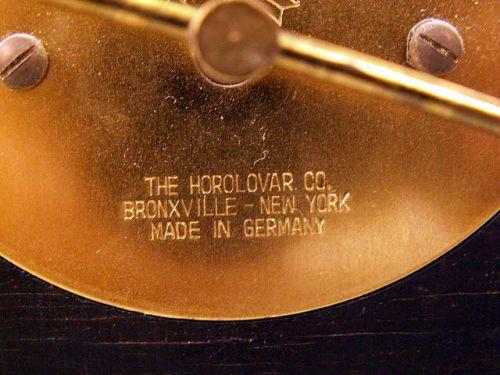 THE HOROLOVAR CO.
BRONXVILLE - NEW YORK
MADE IN GERMANY